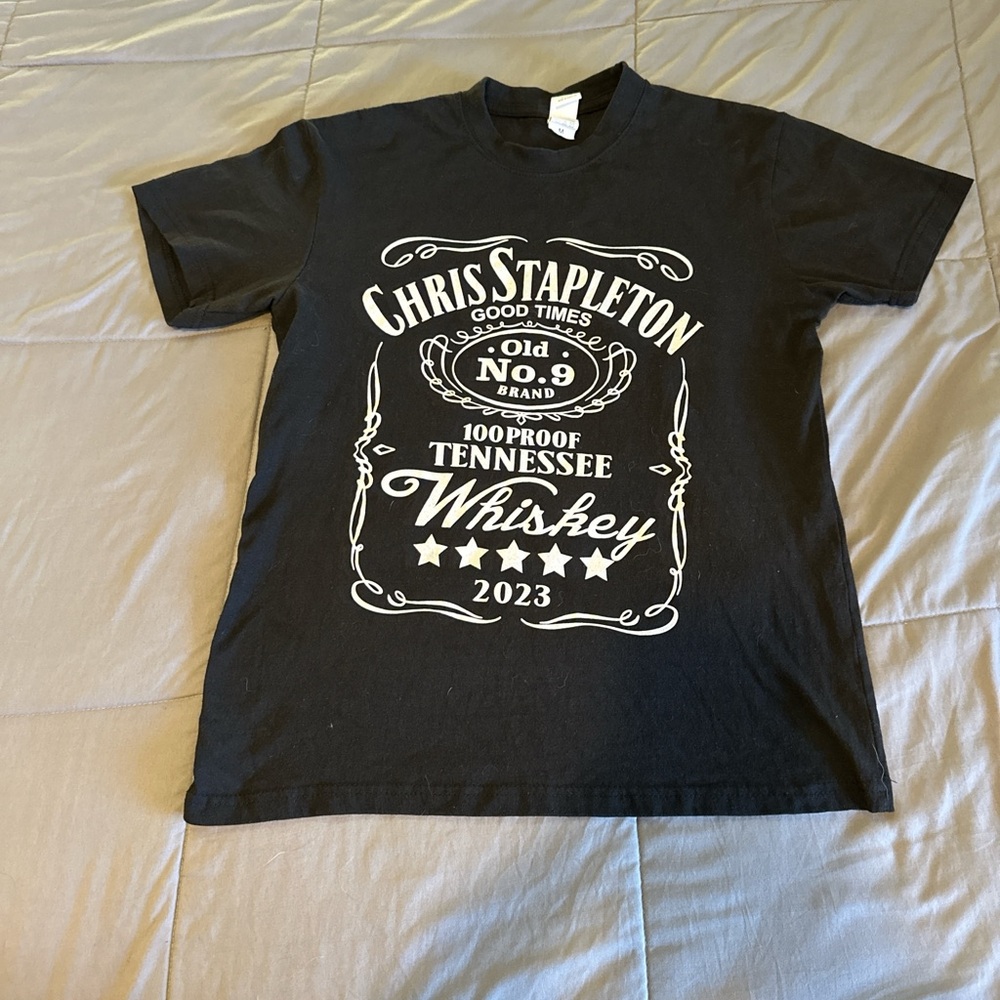 CHRIS STAPLETON
GOOD TIMES
Old
No.9
BRAND
100 PROOF
TENNESSEE
Whiskey
2023